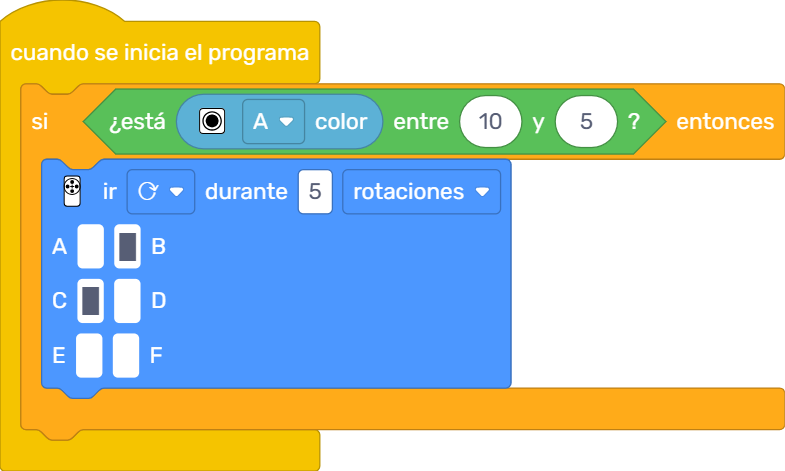 cuando se inicia el programa
si ¿está A color entre 10 y 5 ? entonces
ir durante 5 rotaciones
A B
C D
E F